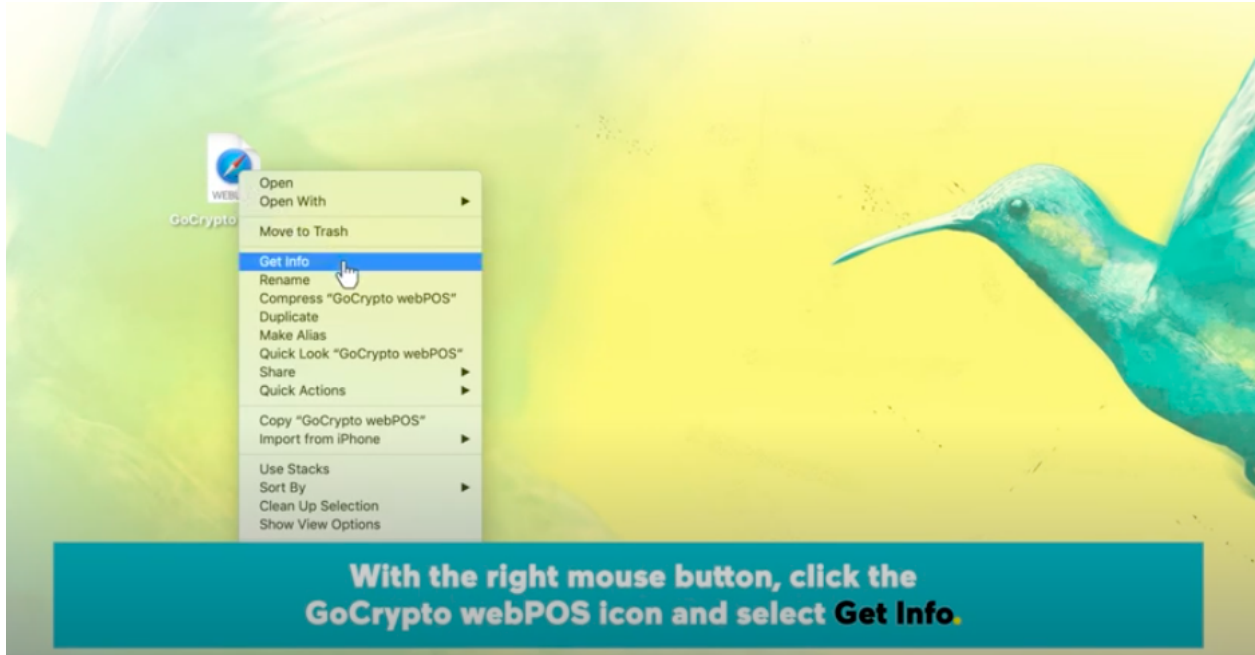 GoCrypto
Open
Open With
Move to Trash
Get Info
Rename
Compress “GoCrypto webPOS”
Duplicate
Make Alias
Quick Look “GoCrypto webPOS”
Share
Quick Actions
Copy “GoCrypto webPOS”
Import from iPhone
Use Stacks
Sort By
Clean Up Selection
Show View Options
With the right mouse button, click the
GoCrypto webPOS icon and select Get Info.